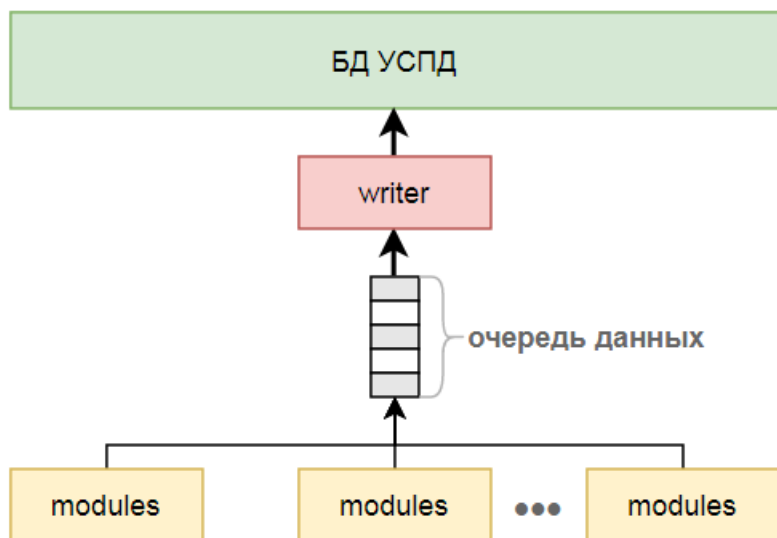 БД УСПД
writer
очередь данных
modules
modules
modules